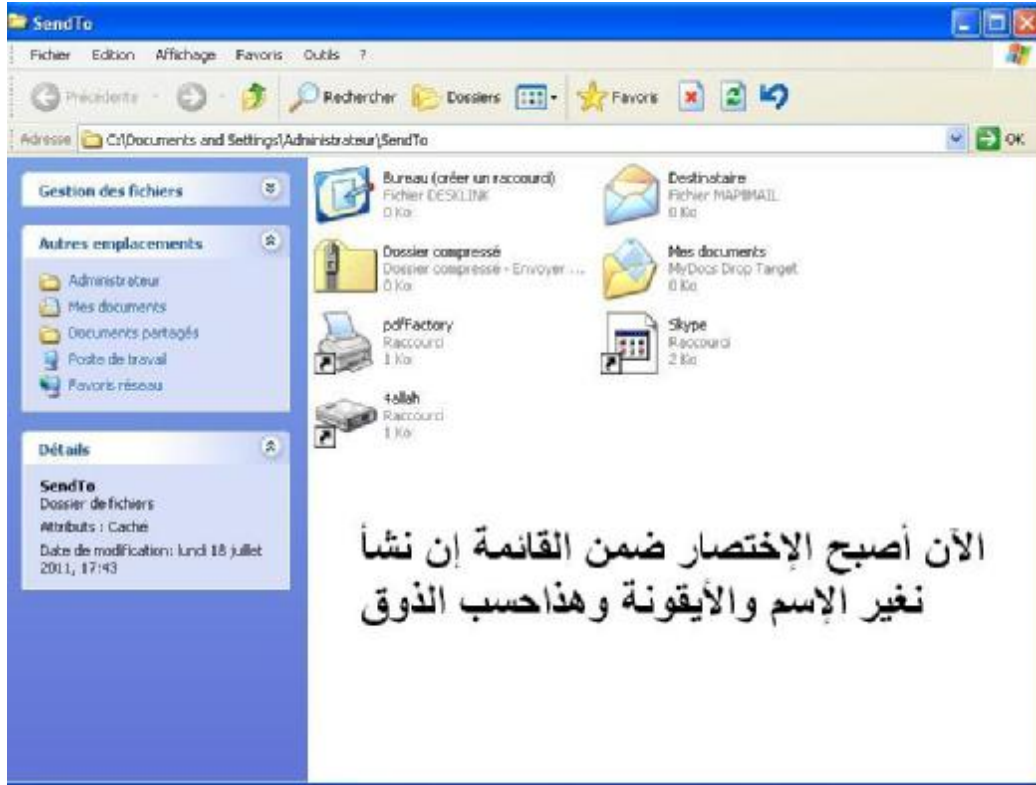 SendTo
Fichier Edition Affichage Favoris Outils ?
Précédente Rechercher Dossiers Favoris
Adresse C:\Documents and Settings\Administrateur\SendTo OK
Gestion des fichiers
Autres emplacements
Administrateur
Mes documents
Documents partagés
Poste de travail
Favoris réseau
Détails
SendTo
Dossier de fichiers
Attributs : Caché
Date de modification : lundi 18 juillet
2011, 17:43
Bureau (créer un raccourci)
Fichier DESKLINK
0 Ko
Destinataire
Fichier MAPIMAIL
0 Ko
Dossier compressé
Dossier compressé - Envoyer ...
0 Ko
Mes documents
MyDocs Drop Target
0 Ko
pdfFactory
Raccourci
1 Ko
Skype
Raccourci
2 Ko
4allah
Raccourci
1 Ko
الآن أصبح الإختصار ضمن القائمة إن نشأ
نغير الإسم والأيقونة وهذاحسب الذوق